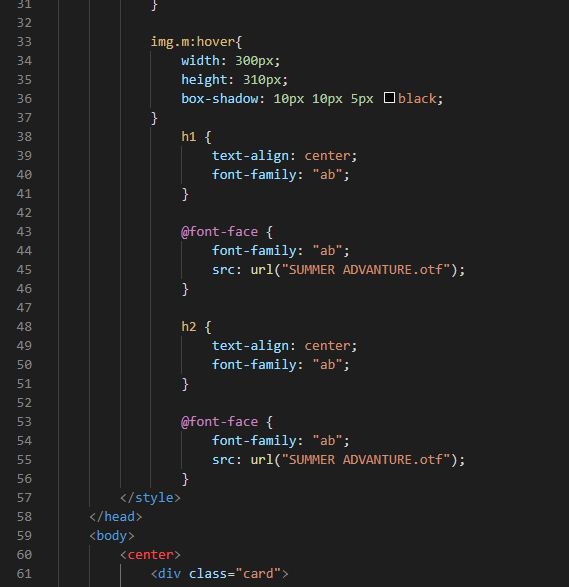 31 }
32
33 img.m:hover{
34 width: 300px;
35 height: 310px;
36 box-shadow: 10px 10px 5px black;
37 }
38 h1 {
39 text-align: center;
40 font-family: "ab";
41 }
42
43 @font-face {
44 font-family: "ab";
45 src: url("SUMMER ADVANTURE.otf");
46 }
47
48 h2 {
49 text-align: center;
50 font-family: "ab";
51 }
52
53 @font-face {
54 font-family: "ab";
55 src: url("SUMMER ADVANTURE.otf");
56 }
57 </style>
58 </head>
59 <body>
60 <center>
61 <div class="card">